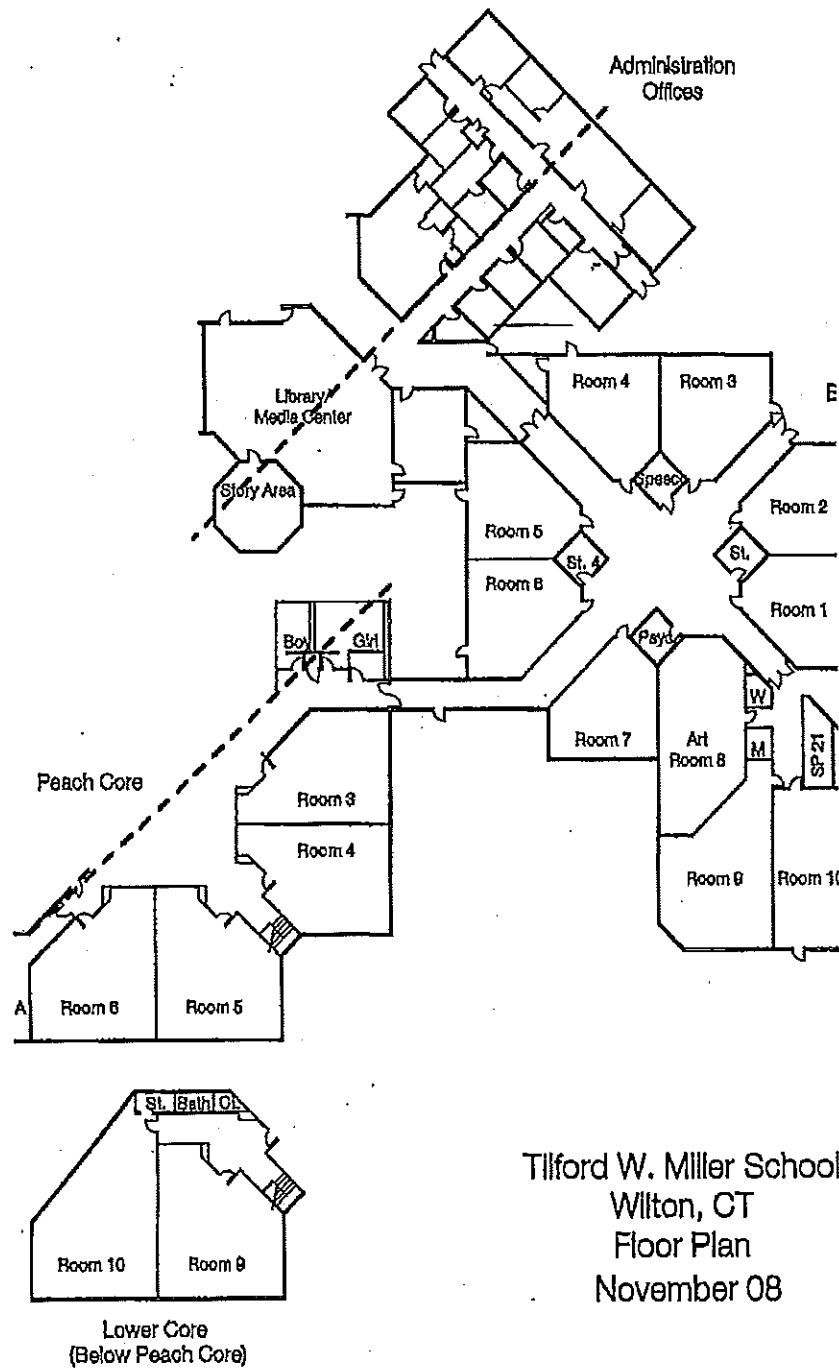 Administration
Offices
Room 4
Room 3
Library/
Media Center
Story Area
Room 2
Room 5
St. 4
St.
Room 6
Room 1
Boy
Girl
W
Art
Room 8
Room 7
M
SP 21
Peach Core
Room 3
Room 4
Room 9
Room 10
A
Room 6
Room 5
St.
Bath
Room 10
Room 9
Tilford W. Miller School
Wilton, CT
Floor Plan
November 08
Lower Core
(Below Peach Core)